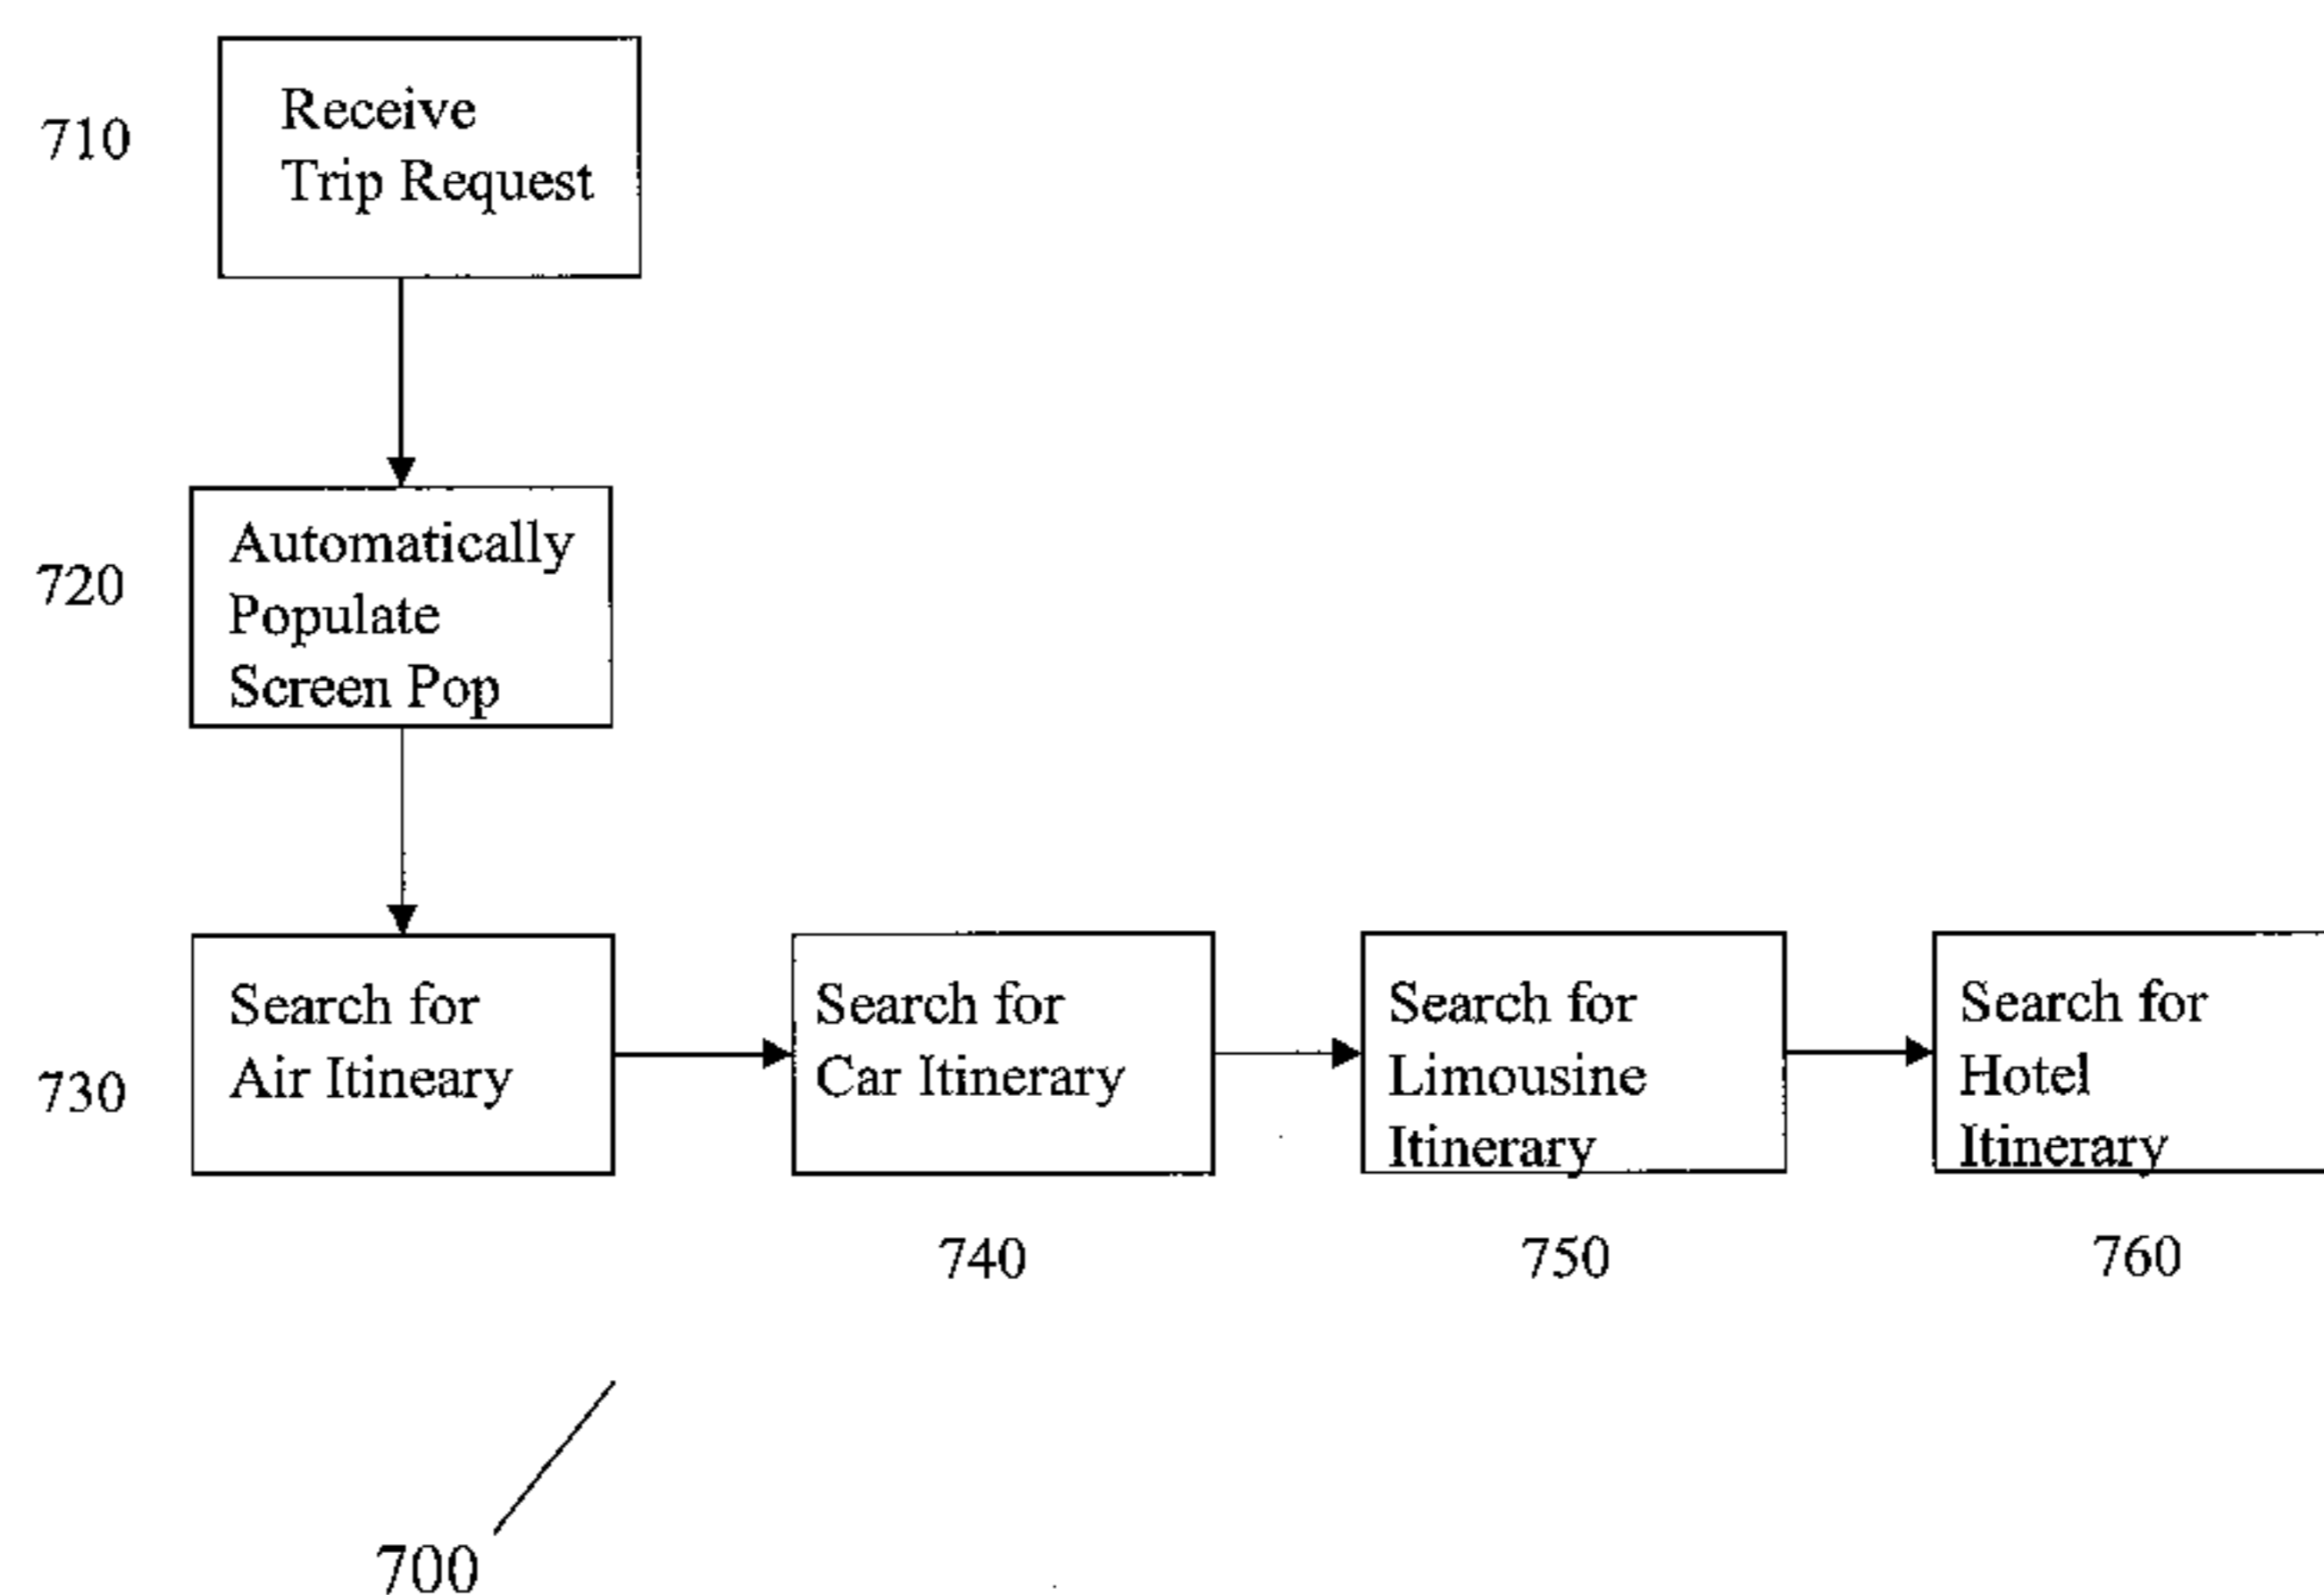 710
Receive
Trip Request
720
Automatically
Populate
Screen Pop
730
Search for
Air Itineary
Search for
Car Itinerary
740
Search for
Limousine
Itinerary
750
Search for
Hotel
Itinerary
760
700